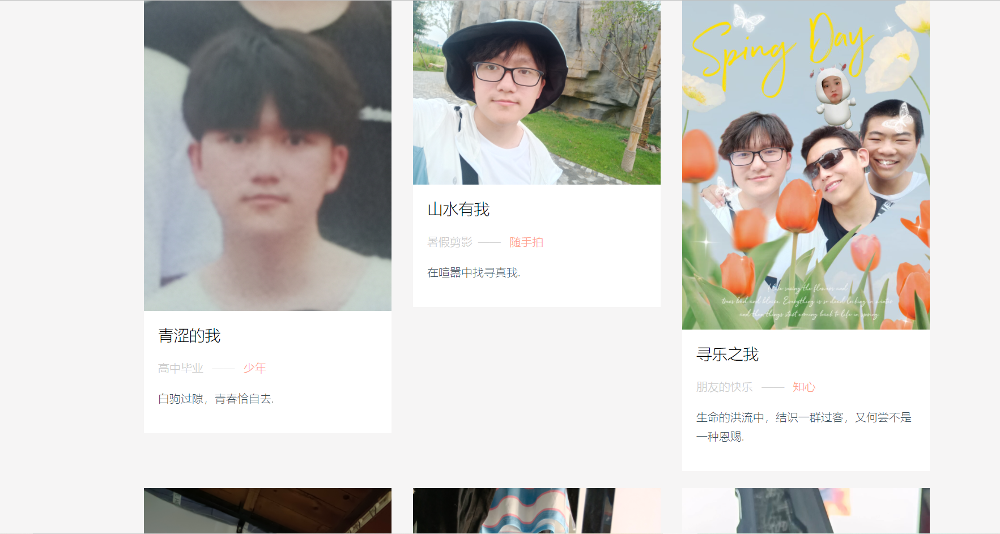 青涩的我
高中毕业 —— 少年
白驹过隙，青春恰自去.
山水有我
暑假剪影 —— 随手拍
在喧嚣中找寻真我.
Sping Day
I like seeing the flowers and
trees bud and bloom. Everything is so dead looking in winter
and then things start coming back to life in spring.
寻乐之我
朋友的快乐 —— 知心
生命的洪流中，结识一群过客，又何尝不是
一种恩赐.